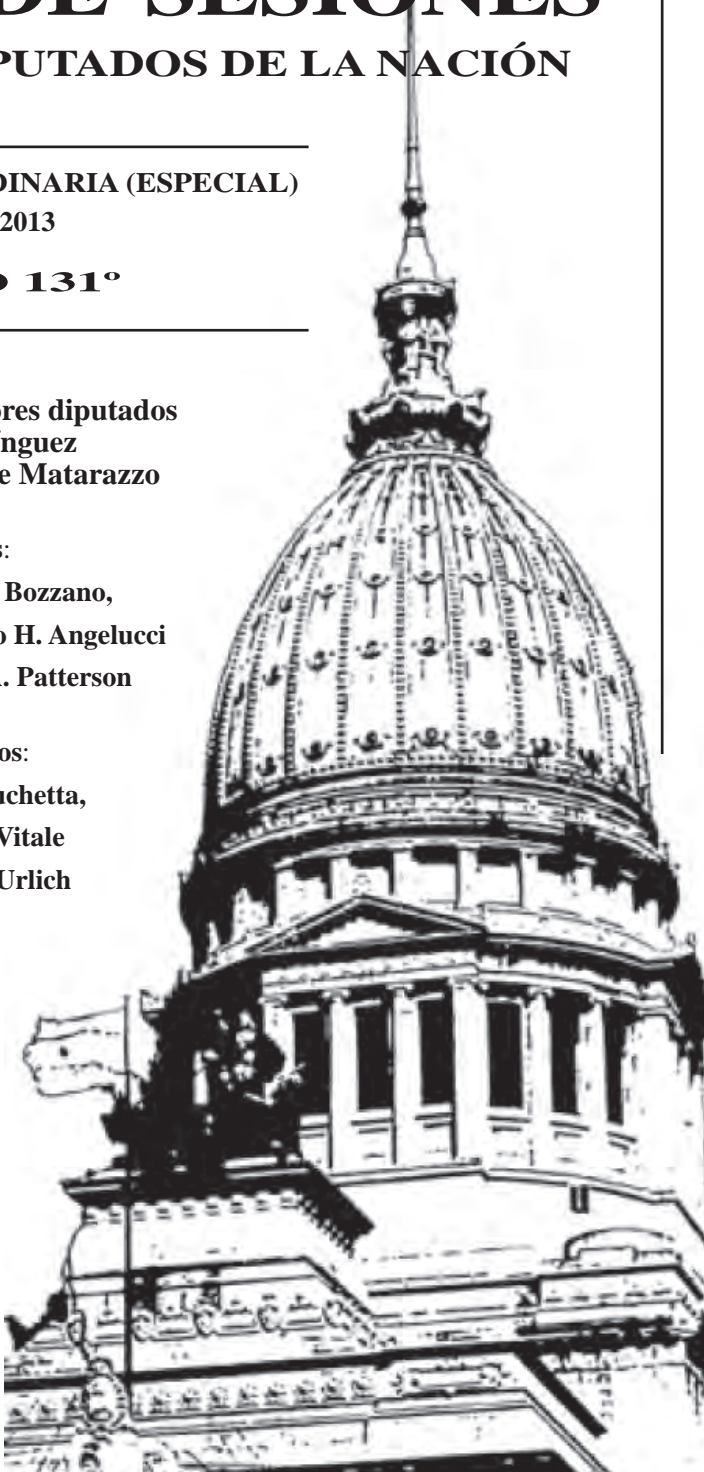 DE SESIONES
PUTADOS DE LA NACIÓN
DINARIA (ESPECIAL)
2013
131º
ores diputados
ínguez
e Matarazzo
s:
Bozzano,
o H. Angelucci
A. Patterson
os:
uchetta,
Vitale
Urlich